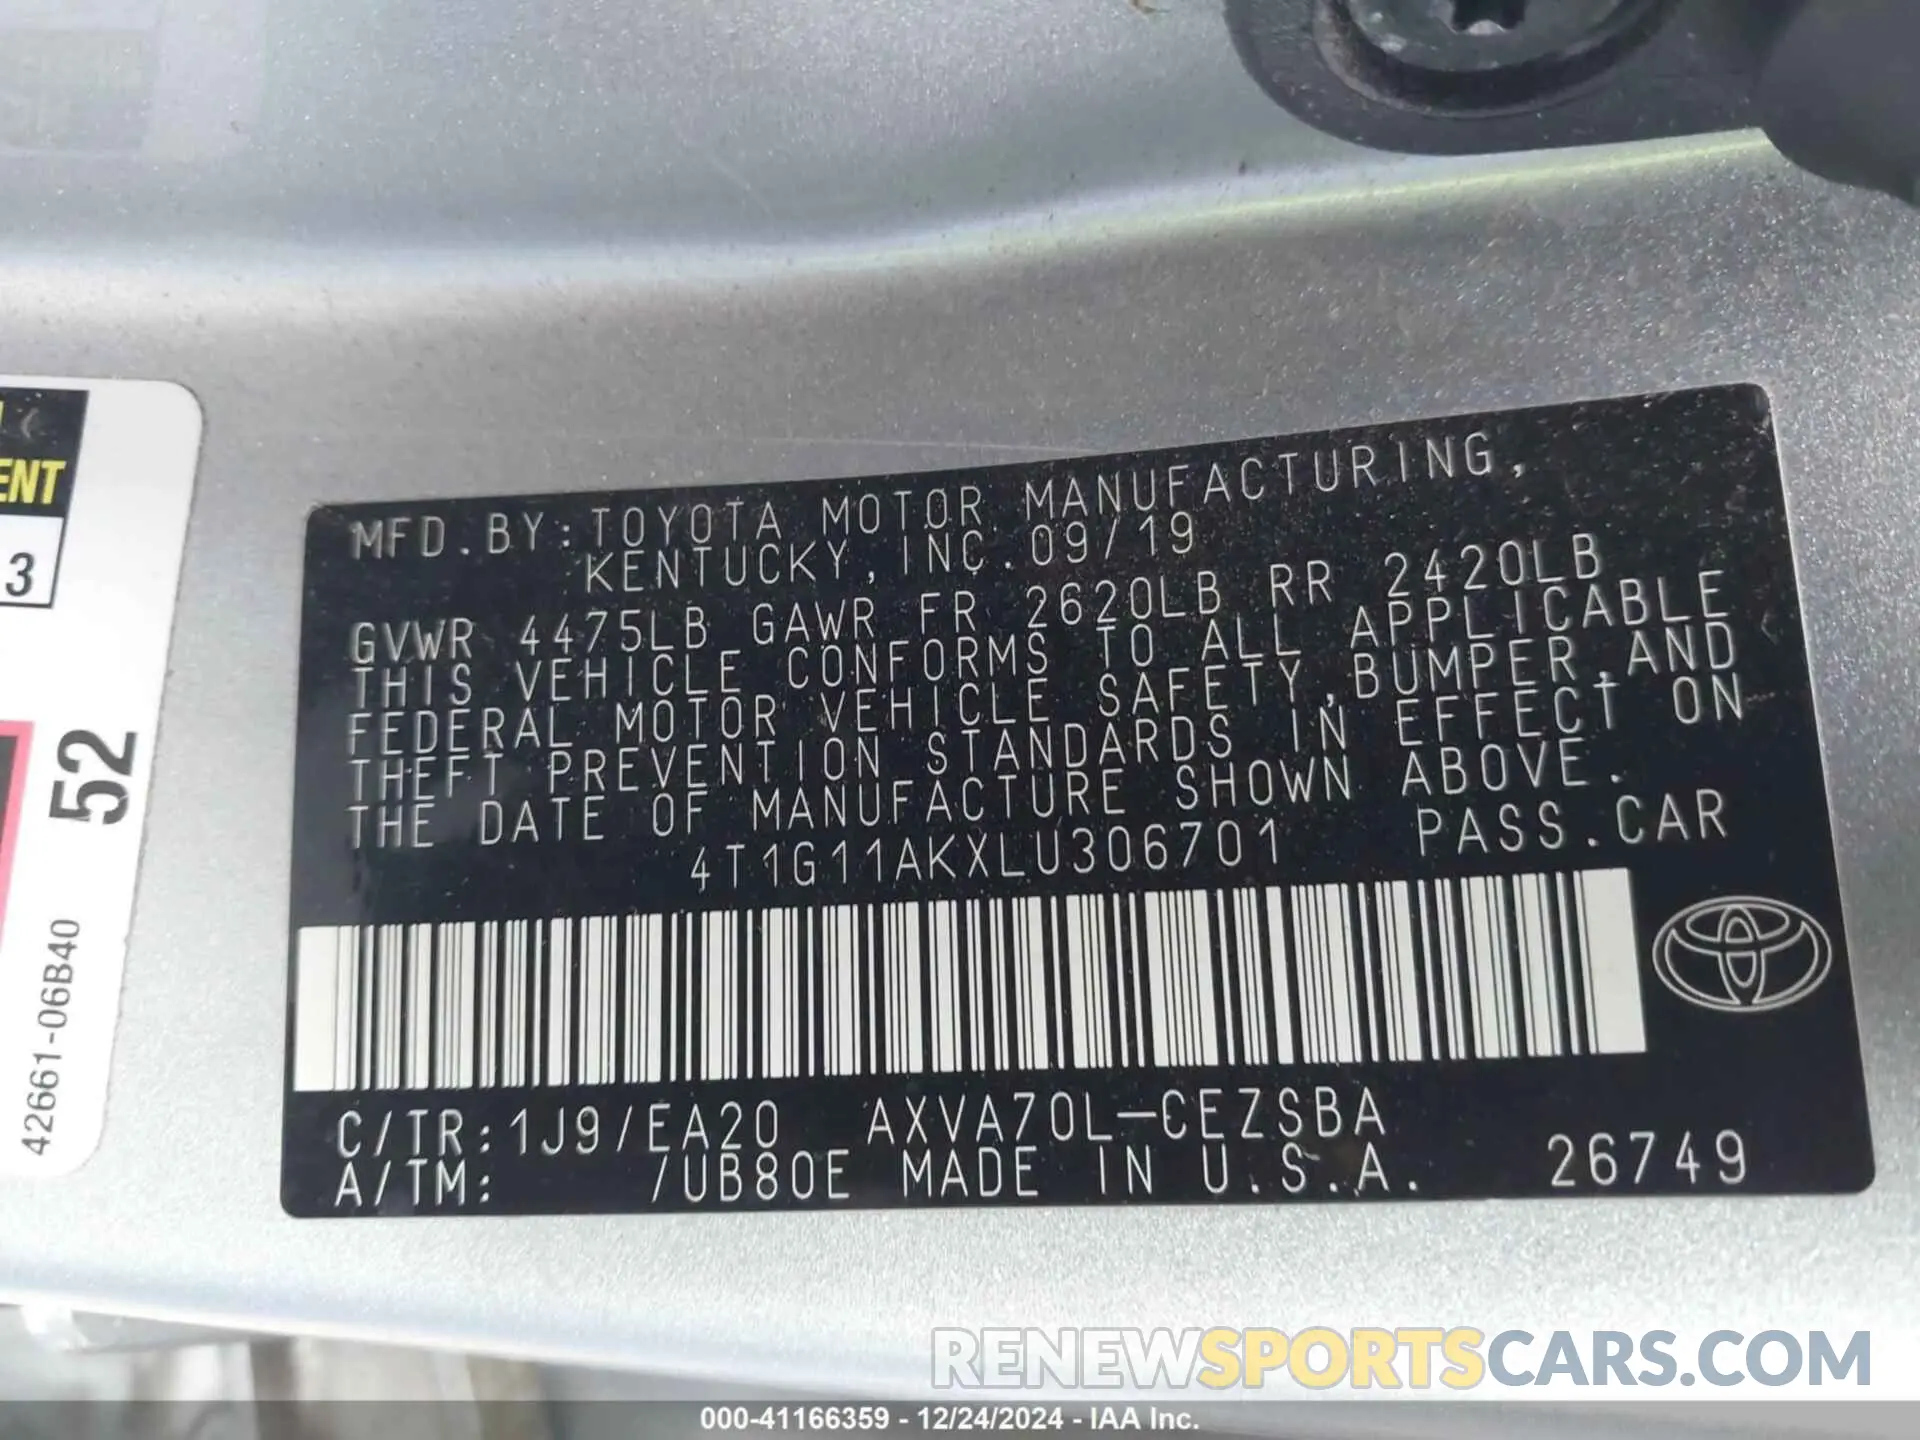 MFD.BY:TOYOTA MOTOR MANUFACTURING,
KENTUCKY,INC.09/19
GVWR 4475LB GAWR FR 2620LB RR 2420LB
THIS VEHICLE CONFORMS TO ALL APPLICABLE
FEDERAL MOTOR VEHICLE SAFETY,BUMPER,AND
THEFT PREVENTION STANDARDS IN EFFECT ON
THE DATE OF MANUFACTURE SHOWN ABOVE.
4T1G11AKXLU306701 PASS.CAR
C/TR:1J9/EA20 AXVA70L-CEZSBA
A/TM: /UB80E MADE IN U.S.A. 26749
ENT
3
52
42661-06B40
RENEWSPORTSCARS.COM
000-41166359 - 12/24/2024 - IAA Inc.